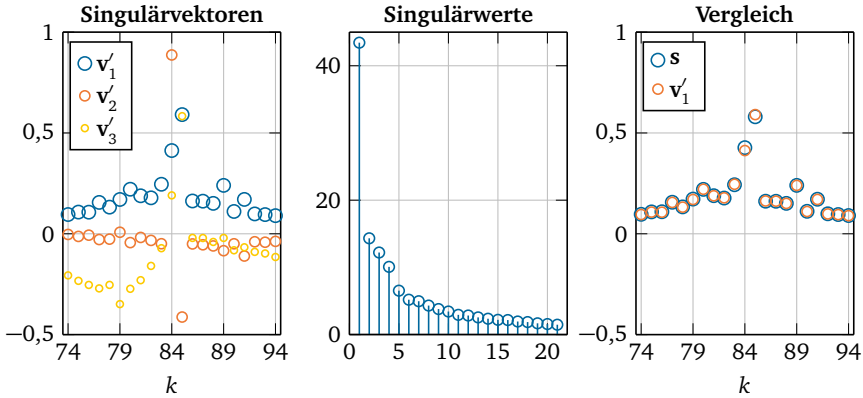 Singulärvektoren
1
0,5
0
−0,5
v′1
v′2
v′3
74 79 84 89 94
k
Singulärwerte
40
20
0
0 5 10 15 20
Vergleich
1
0,5
0
−0,5
s
v′1
74 79 84 89 94
k